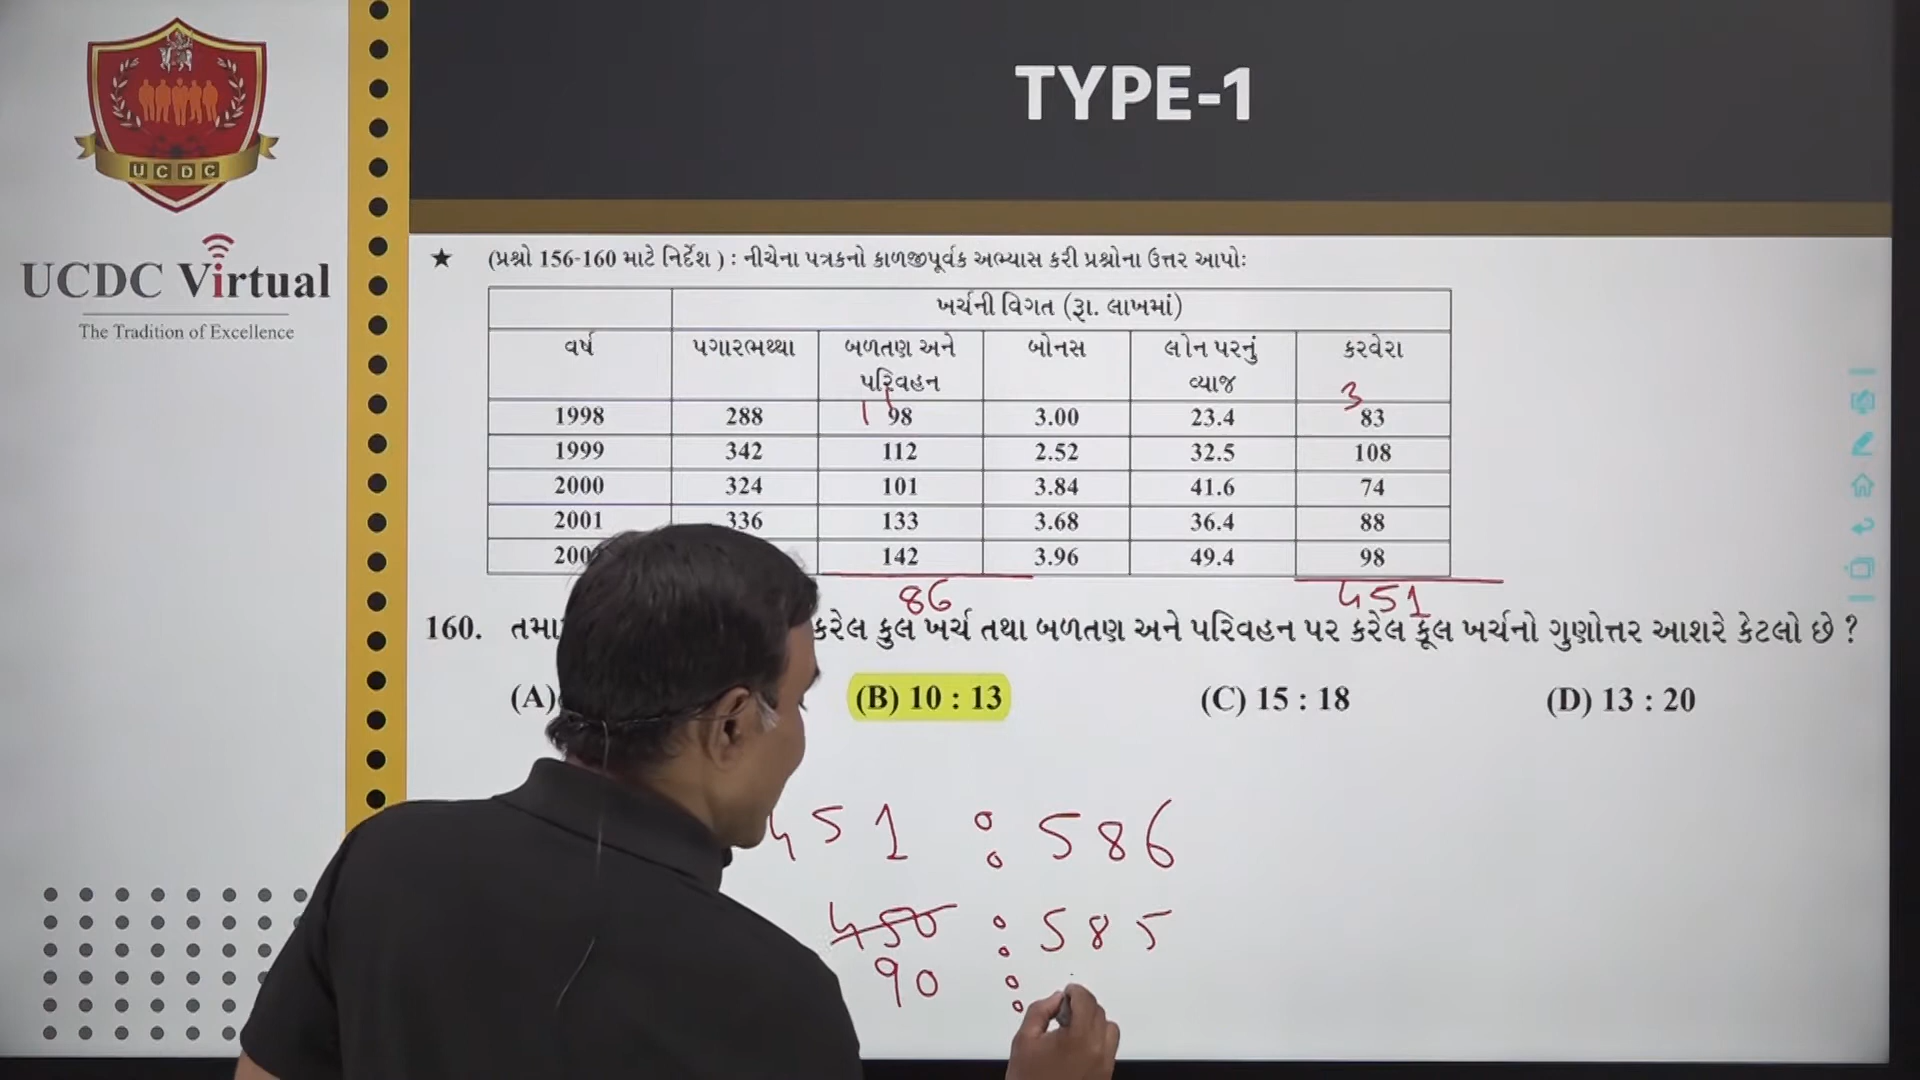 UCDC
UCDC Virtual
The Tradition of Excellence
TYPE-1
★ (પ્રશ્નો 156-160 માટે નિર્દેશ ) : નીચેના પત્રકનો કાળજીપૂર્વક અભ્યાસ કરી પ્રશ્નોના ઉત્તર આપોઃ
ખર્ચની વિગત (રૂા. લાખમાં)
વર્ષ પગારભથ્થા બળતણ અને પરિવહન બોનસ લોન પરનું વ્યાજ કરવેરા
3
1998 288 98 3.00 23.4 83
1999 342 112 2.52 32.5 108
2000 324 101 3.84 41.6 74
2001 336 133 3.68 36.4 88
200 142 3.96 49.4 98
86 451
160. કરેલ કુલ ખર્ચ તથા બળતણ અને પરિવહન પર કરેલ કૂલ ખર્ચનો ગુણોત્તર આશરે કેટલો છે ?
(A) (B) 10 : 13 (C) 15 : 18 (D) 13 : 20
451 : 586
450 : 585
90 :